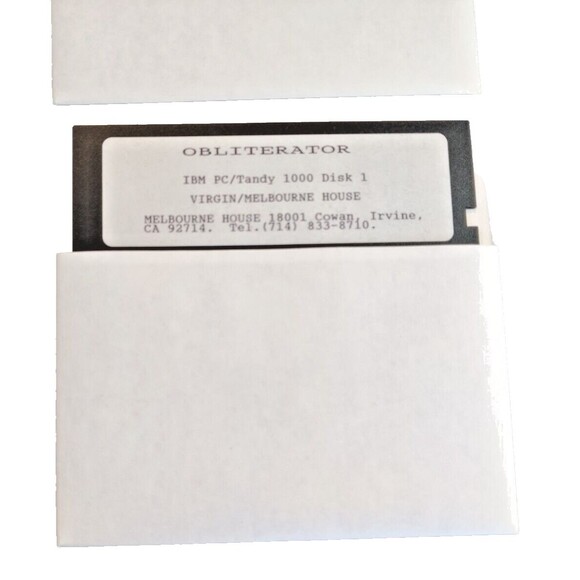 OBLITERATOR
IBM PC/Tandy 1000 Disk 1
VIRGIN/MELBOURNE HOUSE
MELBOURNE HOUSE 18001 Cowan, Irvine,
CA 92714. Tel.(714) 833-8710.